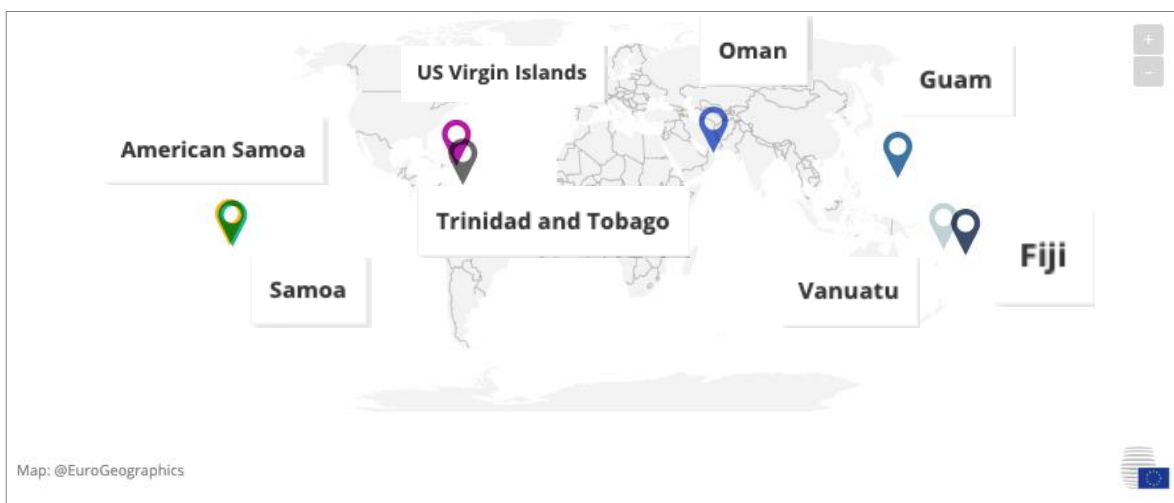 Oman
US Virgin Islands
Guam
American Samoa
Trinidad and Tobago
Fiji
Samoa
Vanuatu
Map: @EuroGeographics
+
-